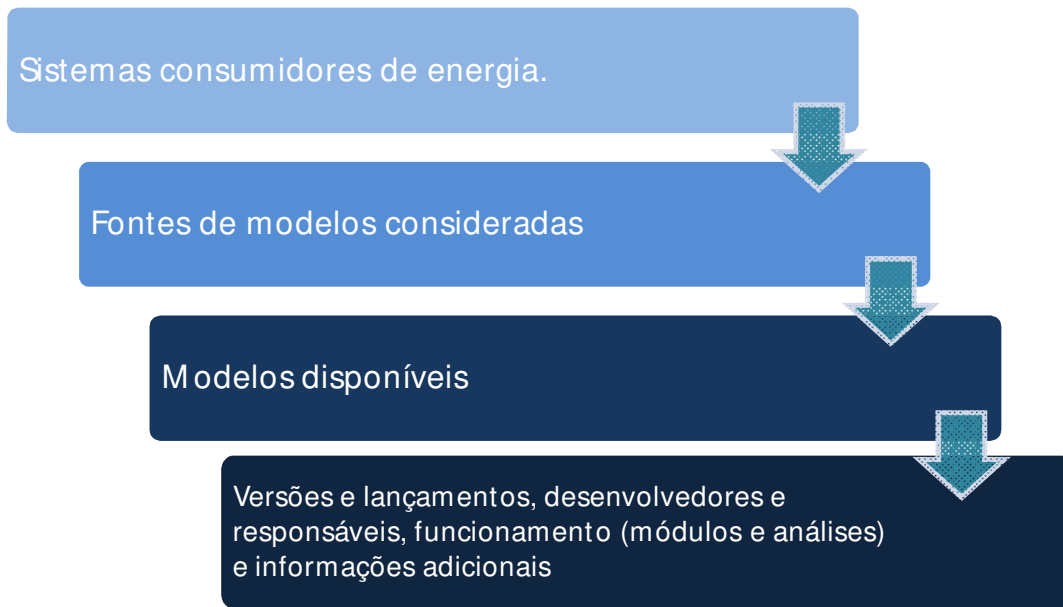 Sistemas consumidores de energia.
Fontes de modelos consideradas
Modelos disponíveis
Versões e lançamentos, desenvolvedores e
responsáveis, funcionamento (módulos e análises)
e informações adicionais